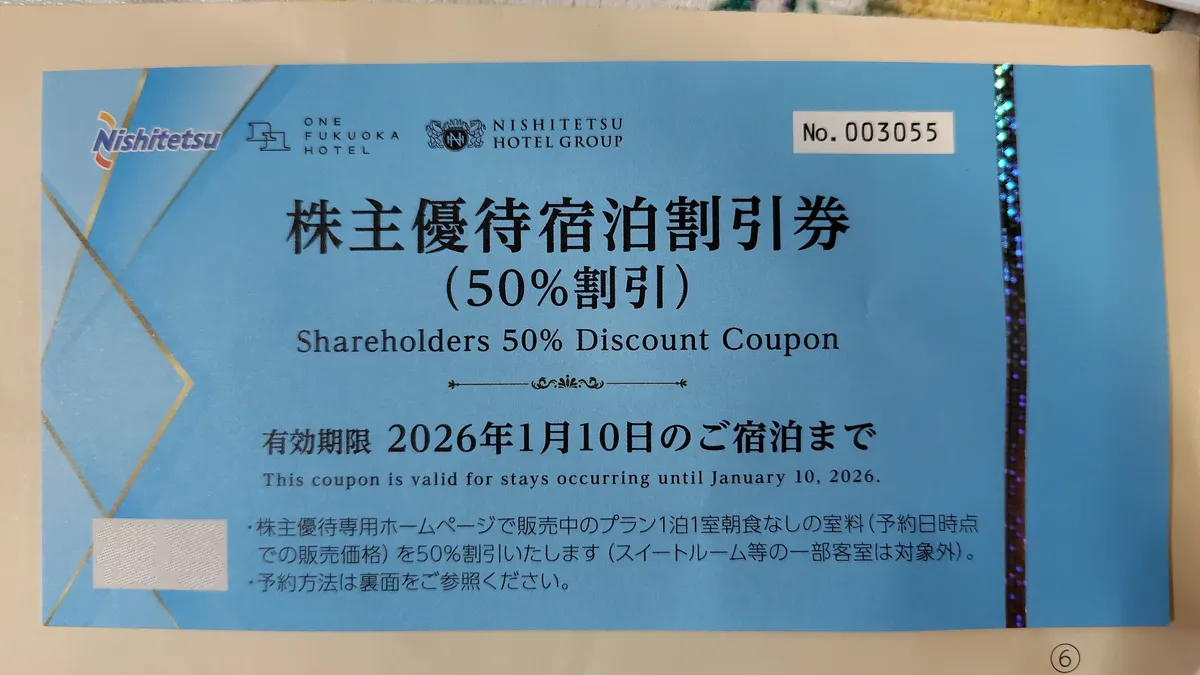 Nishitetsu
ONE
FUKUOKA
HOTEL
NISHITETSU
HOTEL GROUP
No. 003055
株主優待宿泊割引券
(50%割引)
Shareholders 50% Discount Coupon
有効期限 2026年1月10日のご宿泊まで
This coupon is valid for stays occurring until January 10, 2026.
・株主優待専用ホームページで販売中のプラン1泊1室朝食なしの室料(予約日時点
での販売価格)を50%割引いたします(スイートルーム等の一部客室は対象外)。
・予約方法は裏面をご参照ください。
⑥